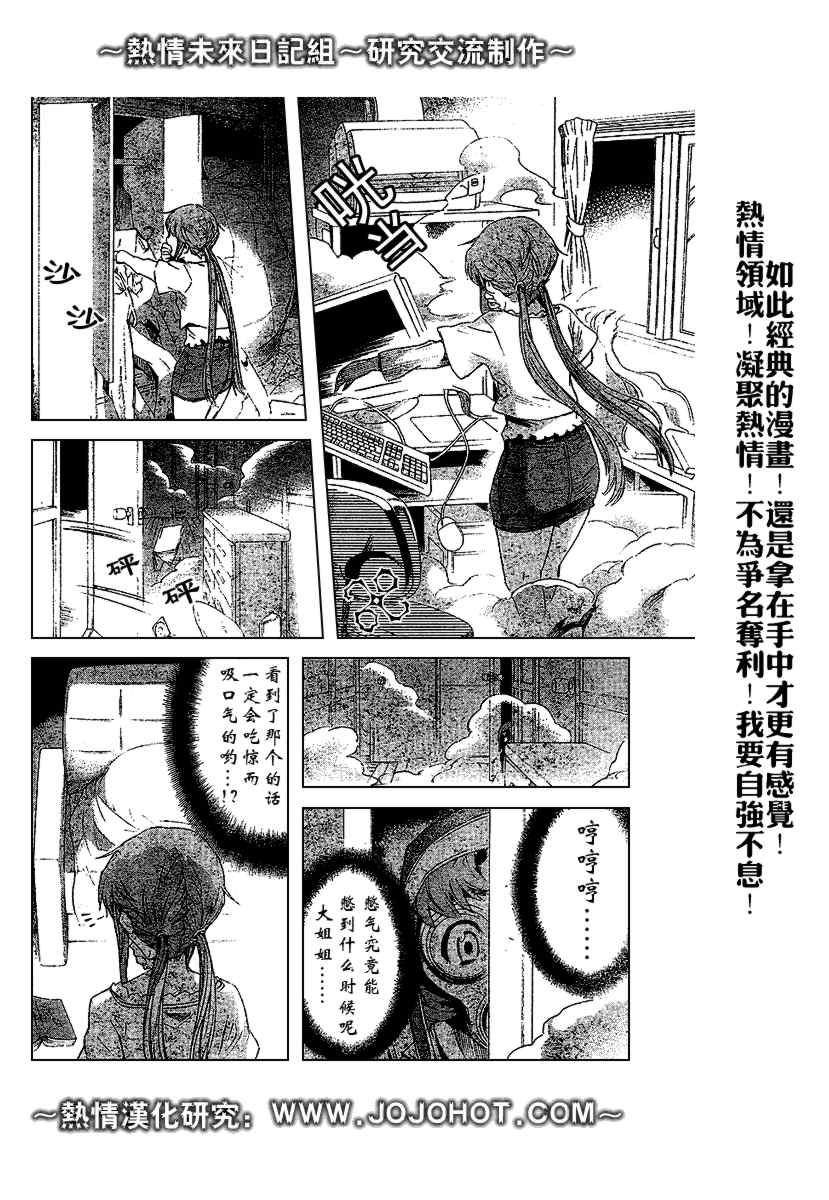 ～熱情未來日記組～研究交流制作～
如此經典的漫畫！還是拿在手中才更有感覺！
熱情領域！凝聚熱情！不為爭名奪利！我要自強不息！
咣当
沙
沙
砰
砰
哼哼哼……
憋气究竟能
憋到什么时候呢
大姐姐……
看到了那个的话
一定会吃惊而
吸口气的哟…!?
～熱情漢化研究：WWW.JOJOHOT.COM～